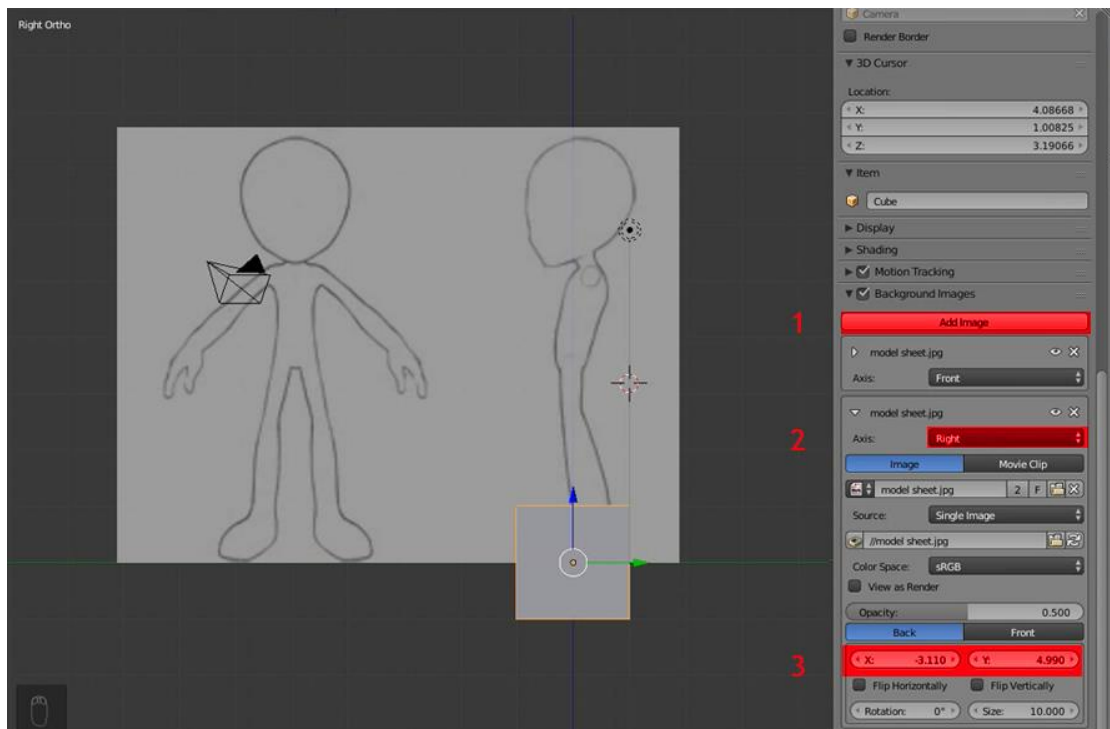 Right Ortho
Camera
Render Border
3D Cursor
Location:
X: 4.08668
Y: 1.00825
Z: 3.19066
Item
Cube
Display
Shading
Motion Tracking
Background Images
1
Add Image
model sheet.jpg
Axis: Front
model sheet.jpg
2
Axis: Right
Image Movie Clip
model sheet.jpg 2 F
Source: Single Image
//model sheet.jpg
Color Space: sRGB
View as Render
Opacity: 0.500
Back Front
3
X: -3.110 Y: 4.990
Flip Horizontally Flip Vertically
Rotation: 0° Size: 10.000